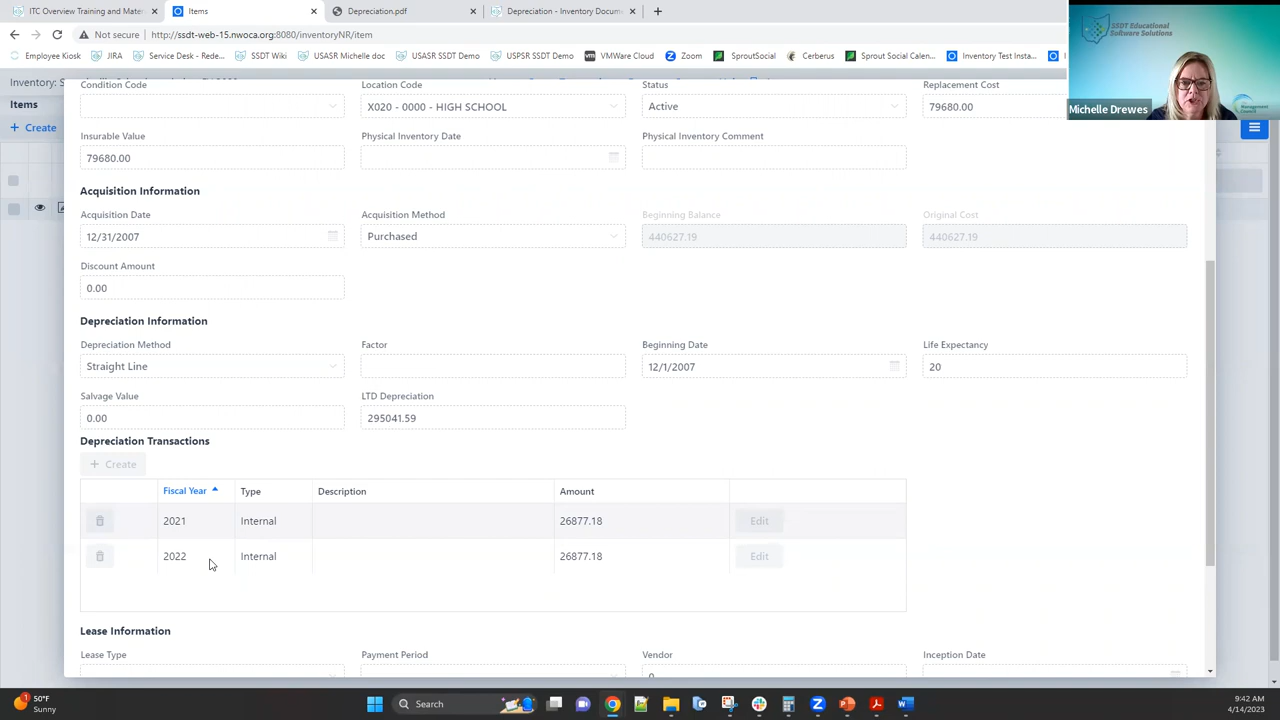 ITC Overview Training and Mater
Items
Depreciation.pdf
Depreciation - Inventory Docum
Not secure
http://ssdt-web-15.nwoca.org:8080/inventoryNR/item
Employee Kiosk
JIRA
Service Desk - Requ...
SSDT Wiki
USASR Michelle doc
USASR SSDT Demo
USPSR SSDT Demo
VMWare Cloud
Zoom
SproutSocial
Cerberus
Sprout Social Calen...
Inventory Test Insta...
SSDT Educational
Software Solutions
Management
Council
Michelle Drewes
Items
Create
Condition Code
Location Code
Status
Replacement Cost
X020 - 0000 - HIGH SCHOOL
Active
79680.00
Insurable Value
Physical Inventory Date
Physical Inventory Comment
79680.00
Acquisition Information
Acquisition Date
Acquisition Method
Beginning Balance
Original Cost
12/31/2007
Purchased
440627.19
440627.19
Discount Amount
0.00
Depreciation Information
Depreciation Method
Factor
Beginning Date
Life Expectancy
Straight Line
12/1/2007
20
Salvage Value
LTD Depreciation
0.00
295041.59
Depreciation Transactions
+ Create
Fiscal Year
Type
Description
Amount
2021
Internal
26877.18
Edit
2022
Internal
26877.18
Edit
Lease Information
Lease Type
Payment Period
Vendor
Inception Date
0
50°F
Sunny
Search
9:42 AM
4/14/2023